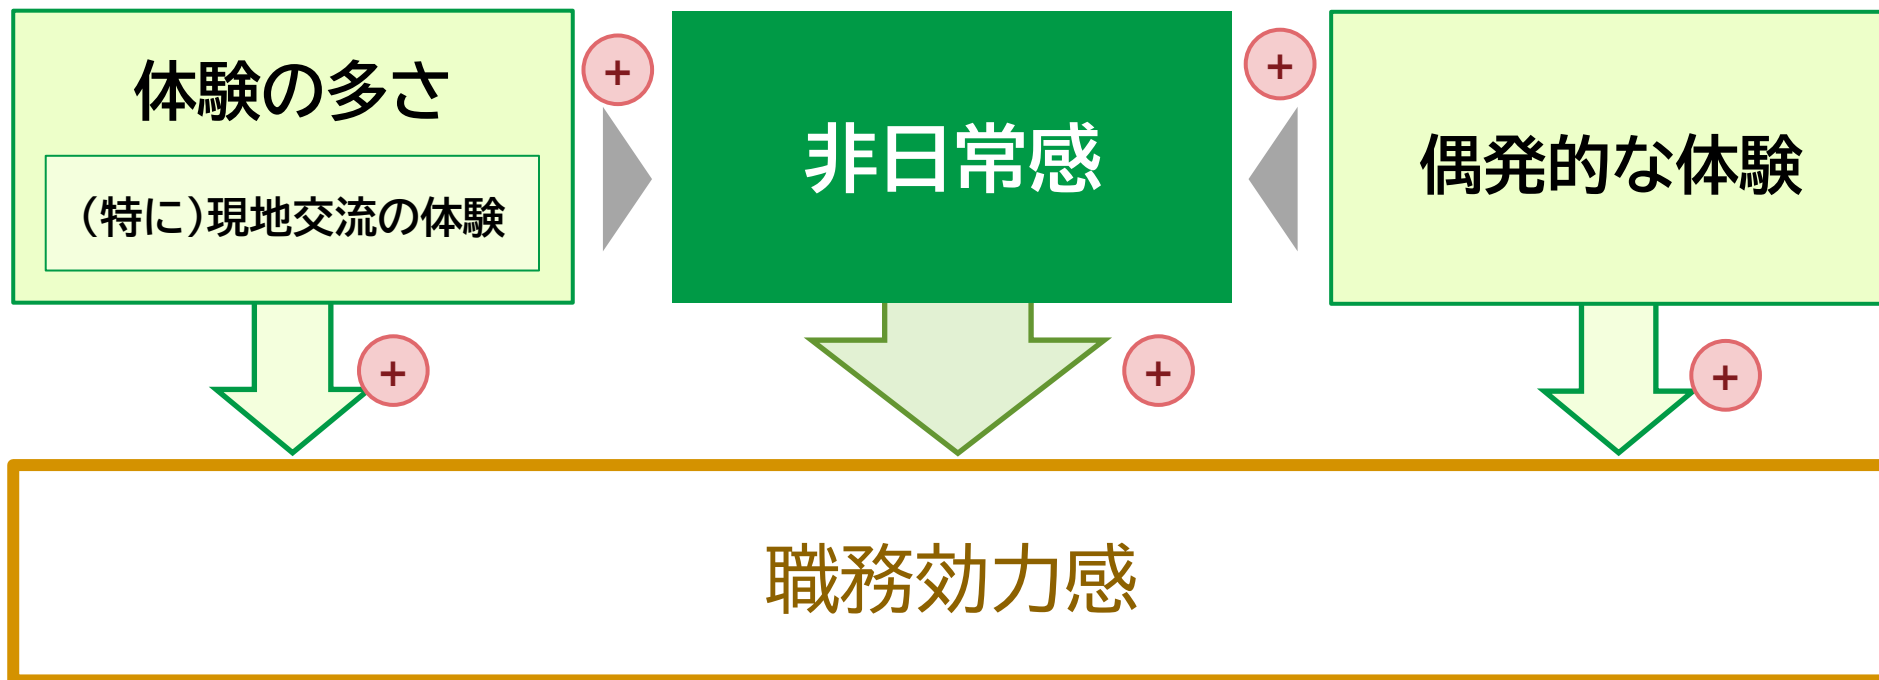 体験の多さ
（特に）現地交流の体験
+
非日常感
+
偶発的な体験
+
+
+
職務効力感